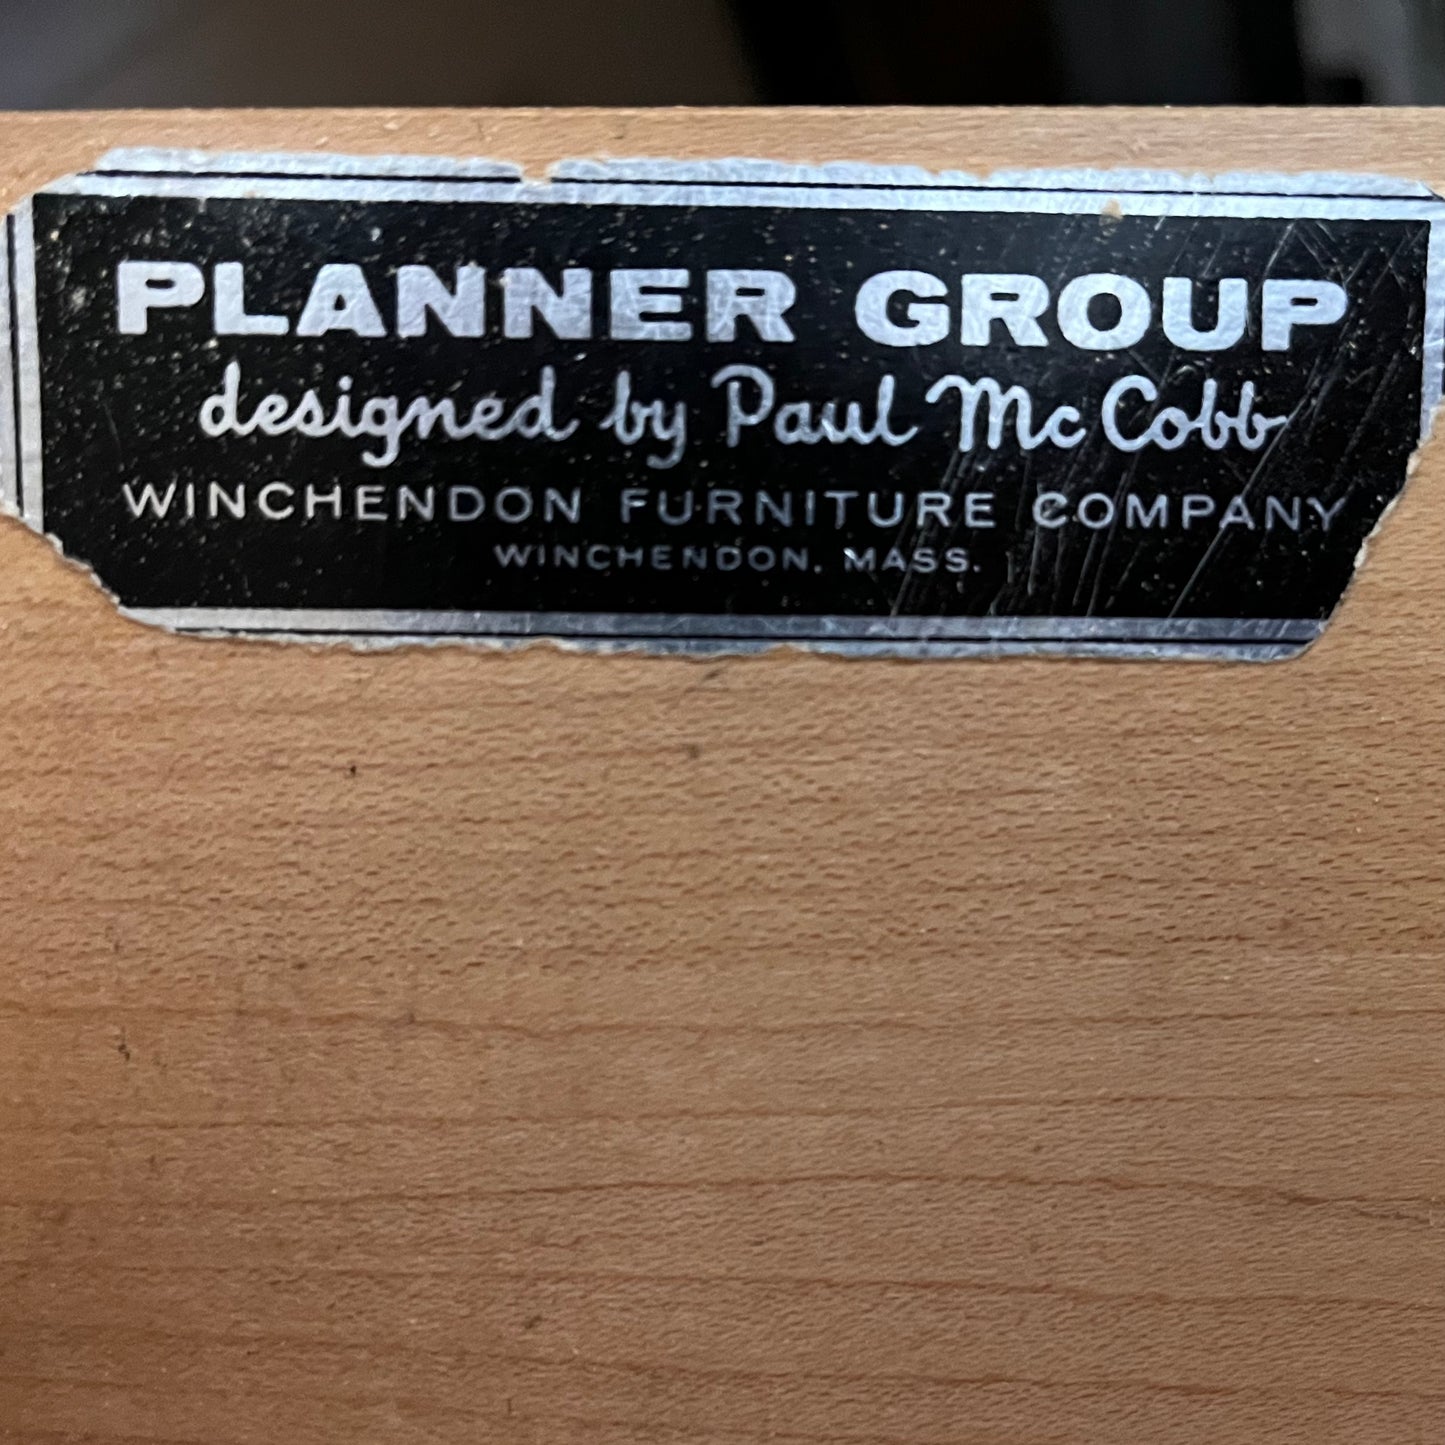 PLANNER GROUP
designed by Paul McCobb
WINCHENDON FURNITURE COMPANY
WINCHENDON, MASS.